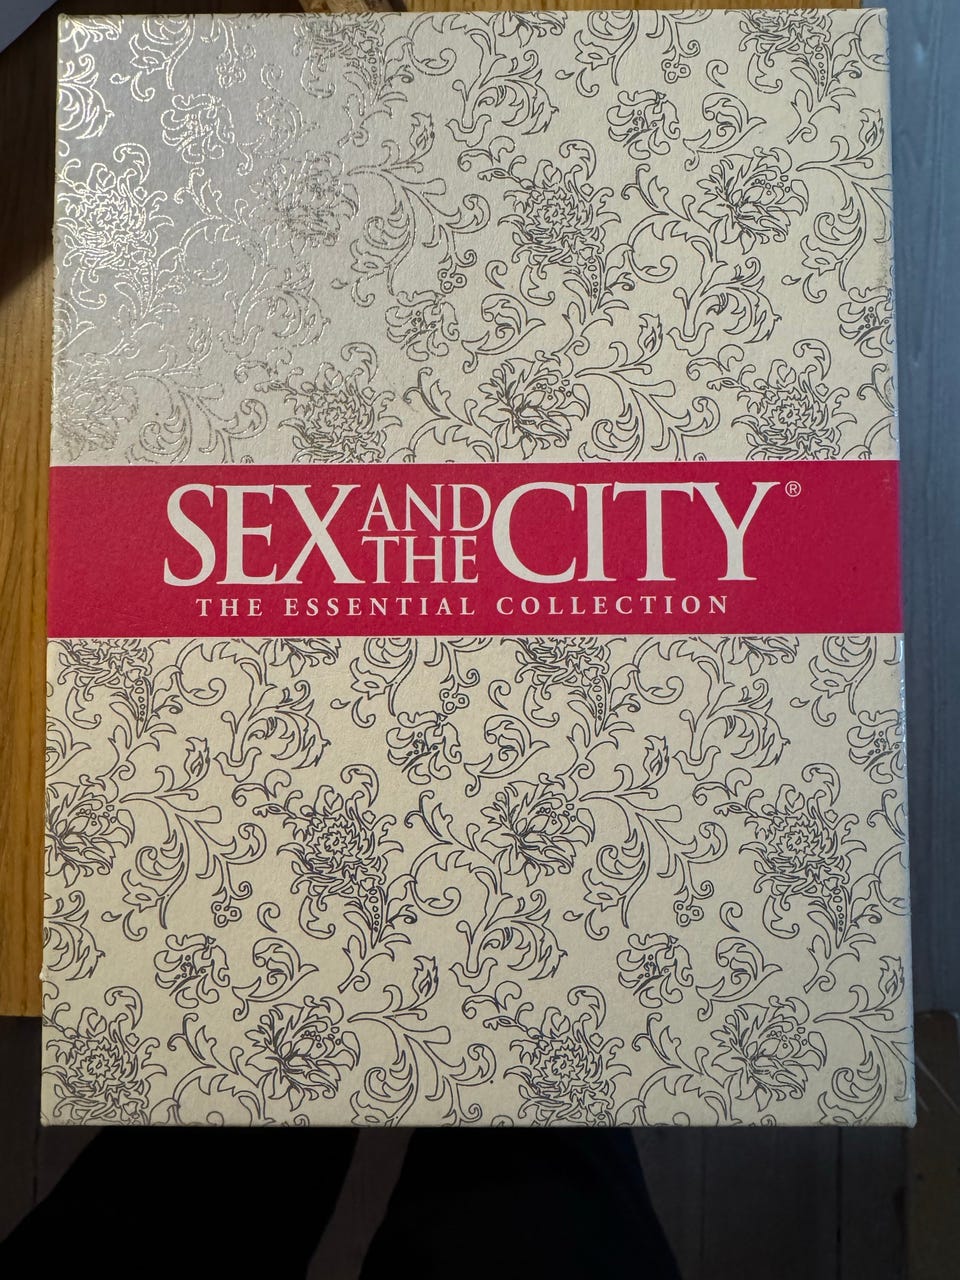 SEX AND THE CITY®
THE ESSENTIAL COLLECTION